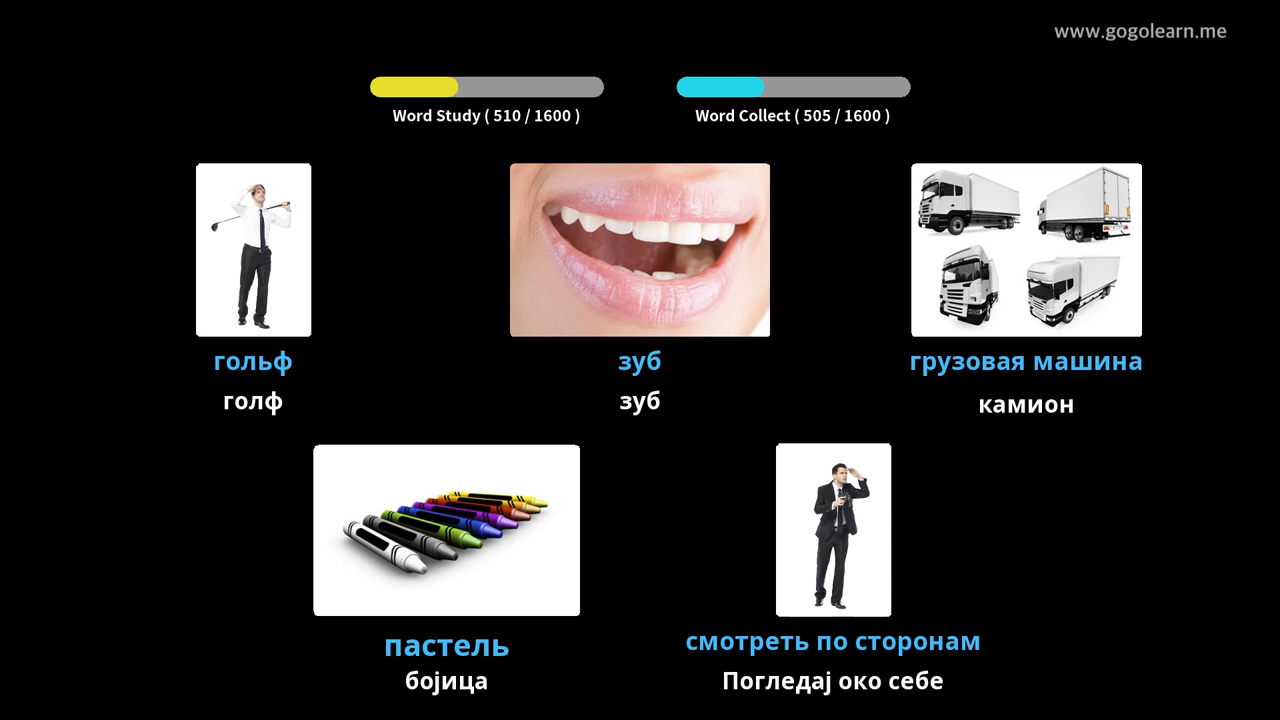 www.gogolearn.me
Word Study ( 510 / 1600 )
Word Collect ( 505 / 1600 )
гольф
голф
зуб
зуб
грузовая машина
камион
пастель
бојица
смотреть по сторонам
Погледај око себе